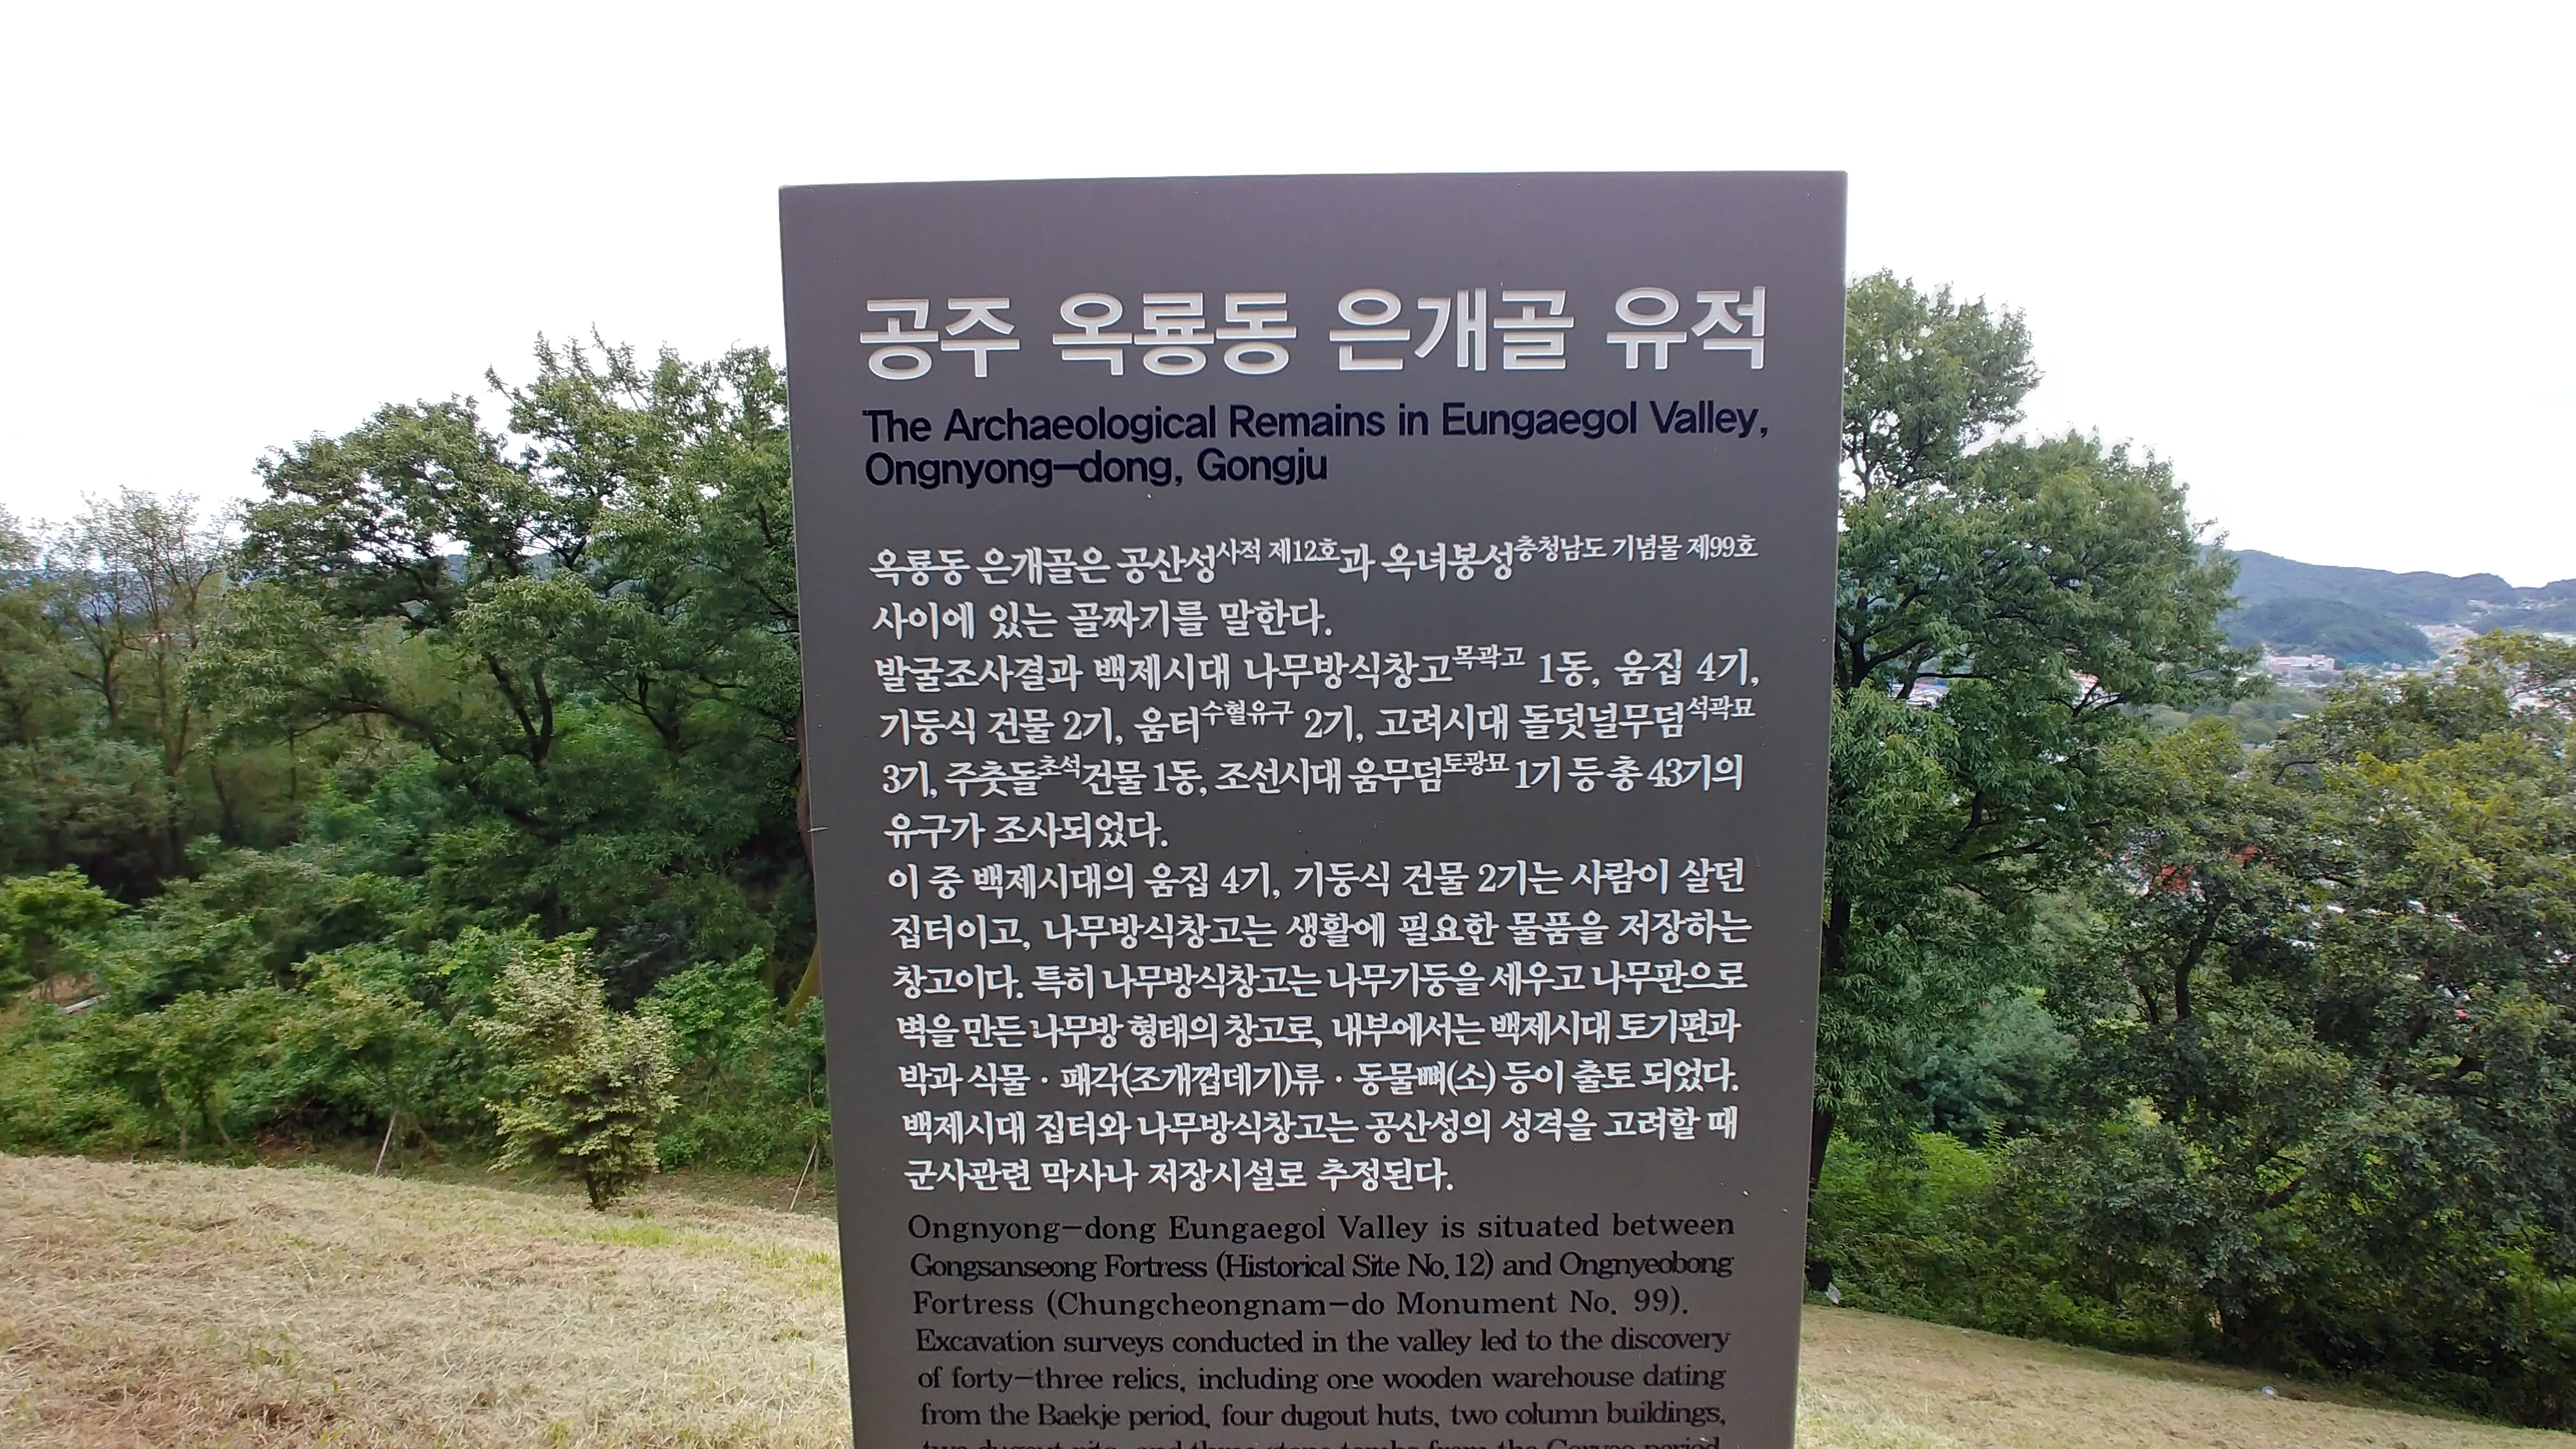 공주 옥룡동 은개골 유적
The Archaeological Remains in Eungaegol Valley,
Ongnyong-dong, Gongju
옥룡동 은개골은 공산성사적 제12호과 옥녀봉성충청남도 기념물 제99호
사이에 있는 골짜기를 말한다.
발굴조사결과 백제시대 나무방식창고목곽고 1동, 움집 4기,
기둥식 건물 2기, 움터수혈유구 2기, 고려시대 돌덧널무덤석곽묘
3기, 주춧돌초석건물 1동, 조선시대 움무덤토광묘 1기 등 총 43기의
유구가 조사되었다.
이 중 백제시대의 움집 4기, 기둥식 건물 2기는 사람이 살던
집터이고, 나무방식창고는 생활에 필요한 물품을 저장하는
창고이다. 특히 나무방식창고는 나무기둥을 세우고 나무판으로
벽을 만든 나무방 형태의 창고로, 내부에서는 백제시대 토기편과
박과 식물 · 패각(조개껍데기)류 · 동물뼈(소) 등이 출토 되었다.
백제시대 집터와 나무방식창고는 공산성의 성격을 고려할 때
군사관련 막사나 저장시설로 추정된다.
Ongnyong-dong Eungaegol Valley is situated between
Gongsanseong Fortress (Historical Site No.12) and Ongnyeobong
Fortress (Chungcheongnam-do Monument No. 99).
Excavation surveys conducted in the valley led to the discovery
of forty-three relics, including one wooden warehouse dating
from the Baekje period, four dugout huts, two column buildings,
two dugout pits, and three stone tombs from the Goryeo period,